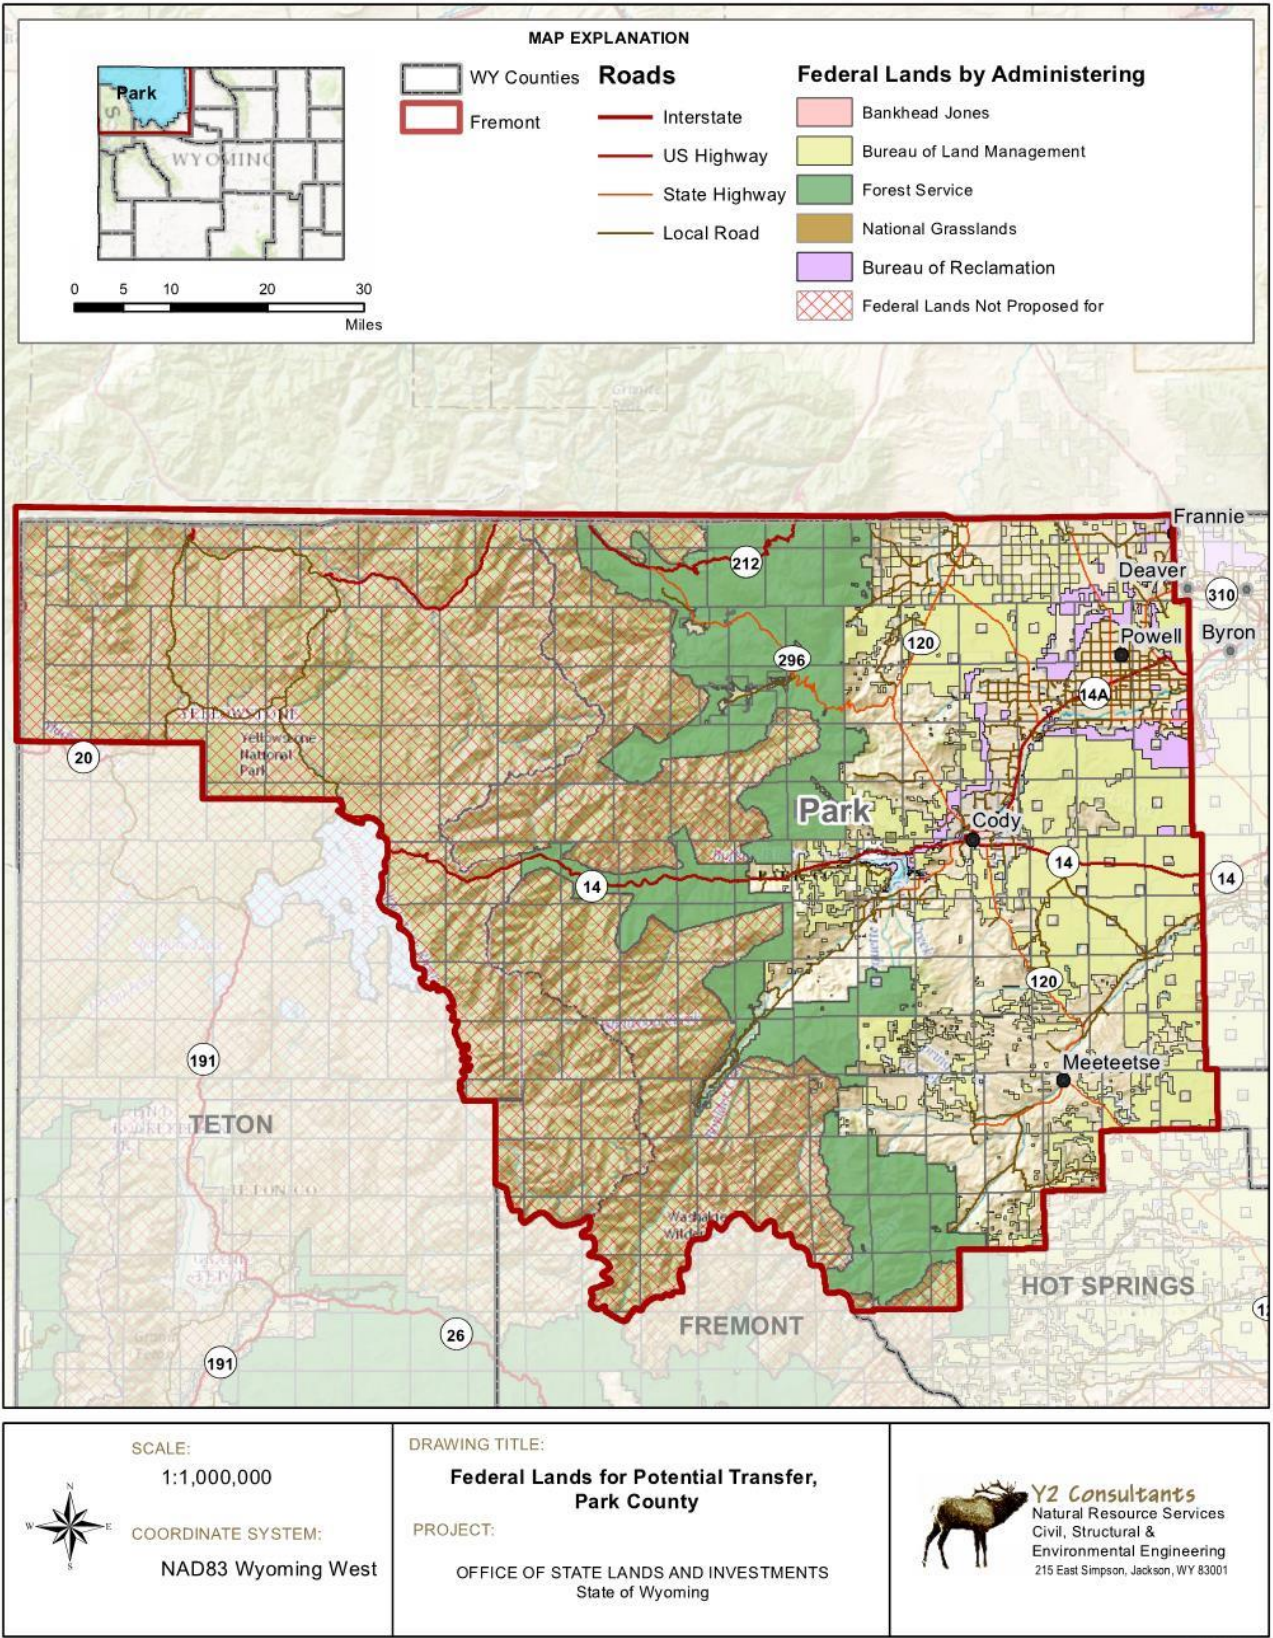 MAP EXPLANATION
Park
WYOMING
0 5 10 20 30
Miles
WY Counties
Fremont
Roads
Interstate
US Highway
State Highway
Local Road
Federal Lands by Administering
Bankhead Jones
Bureau of Land Management
Forest Service
National Grasslands
Bureau of Reclamation
Federal Lands Not Proposed for
Granite
Frannie
212
Deaver
310
120
Powell
Byron
296
14A
YELLOWSTONE
Yellowstone
National
Park
20
Park
Cody
14
14
14
120
191
Meeteetse
TETON
TETON CO
Washakie
HOT SPRINGS
FREMONT
26
191
SCALE:
1:1,000,000
COORDINATE SYSTEM:
NAD83 Wyoming West
N
W E
S
DRAWING TITLE:
Federal Lands for Potential Transfer,
Park County
PROJECT:
OFFICE OF STATE LANDS AND INVESTMENTS
State of Wyoming
Y2 Consultants
Natural Resource Services
Civil, Structural &
Environmental Engineering
215 East Simpson, Jackson, WY 83001